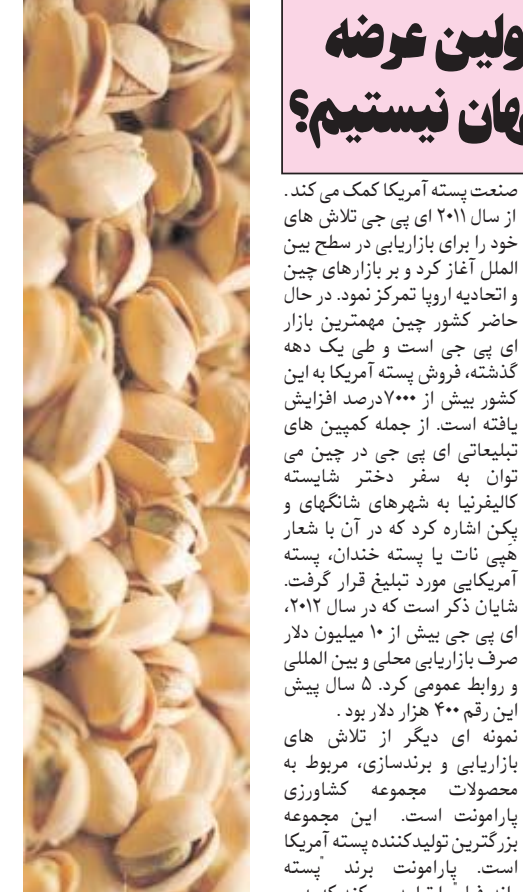 ولین عرضه
هان نیستیم؟
صنعت پسته آمریکا کمک می کند .
از سال ۲۰۱۱ ای پی جی تلاش های
خود را برای بازاریابی در سطح بین
الملل آغاز کرد و بر بازارهای چین
و اتحادیه اروپا تمرکز نمود. در حال
حاضر کشور چین مهمترین بازار
ای پی جی است و طی یک دهه
گذشته، فروش پسته آمریکا به این
کشور بیش از ۷۰۰۰درصد افزایش
یافته است. از جمله کمپین های
تبلیغاتی ای پی جی در چین می
توان به سفر دختر شایسته
کالیفرنیا به شهرهای شانگهای و
پکن اشاره کرد که در آن با شعار
هَپی نات یا پسته خندان، پسته
آمریکایی مورد تبلیغ قرار گرفت.
شایان ذکر است که در سال ۲۰۱۲،
ای پی جی بیش از ۱۰ میلیون دلار
صرف بازاریابی محلی و بین المللی
و روابط عمومی کرد. ۵ سال پیش
این رقم ۴۰۰ هزار دلار بود .
نمونه ای دیگر از تلاش های
بازاریابی و برندسازی، مربوط به
محصولات مجموعه کشاورزی
پارامونت است. این مجموعه
بزرگترین تولیدکننده پسته آمریکا
است. پارامونت برند "پسته